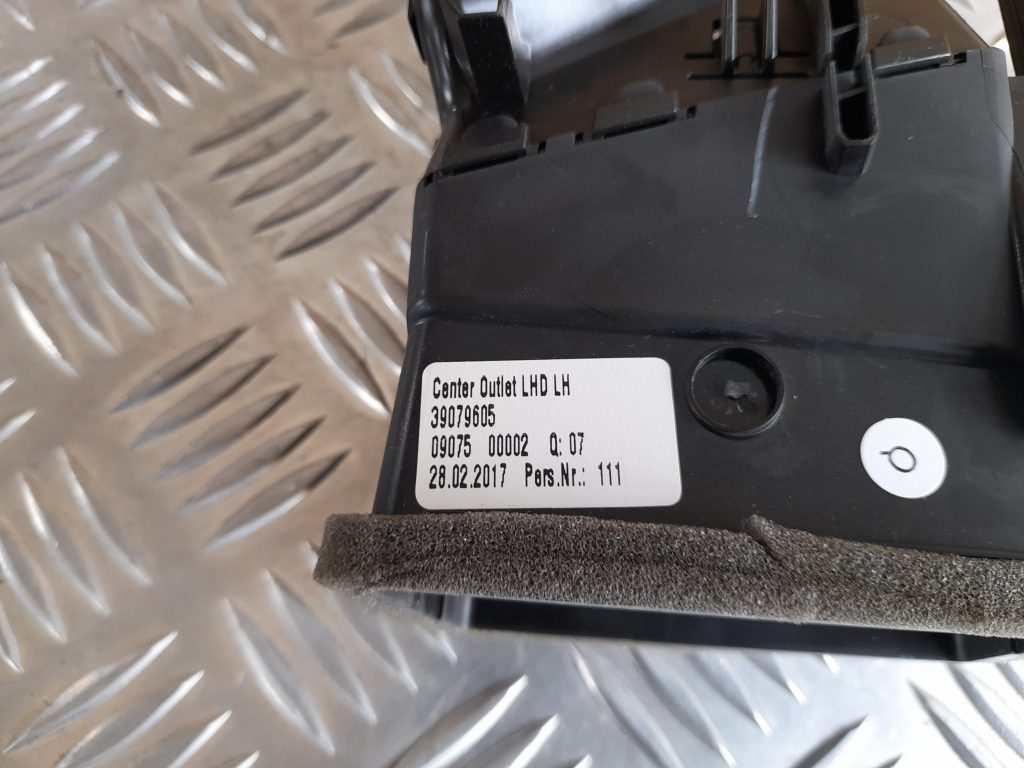 Center Outlet LHD LH
39079605
09075 00002 Q: 07
28.02.2017 Pers.Nr.: 111